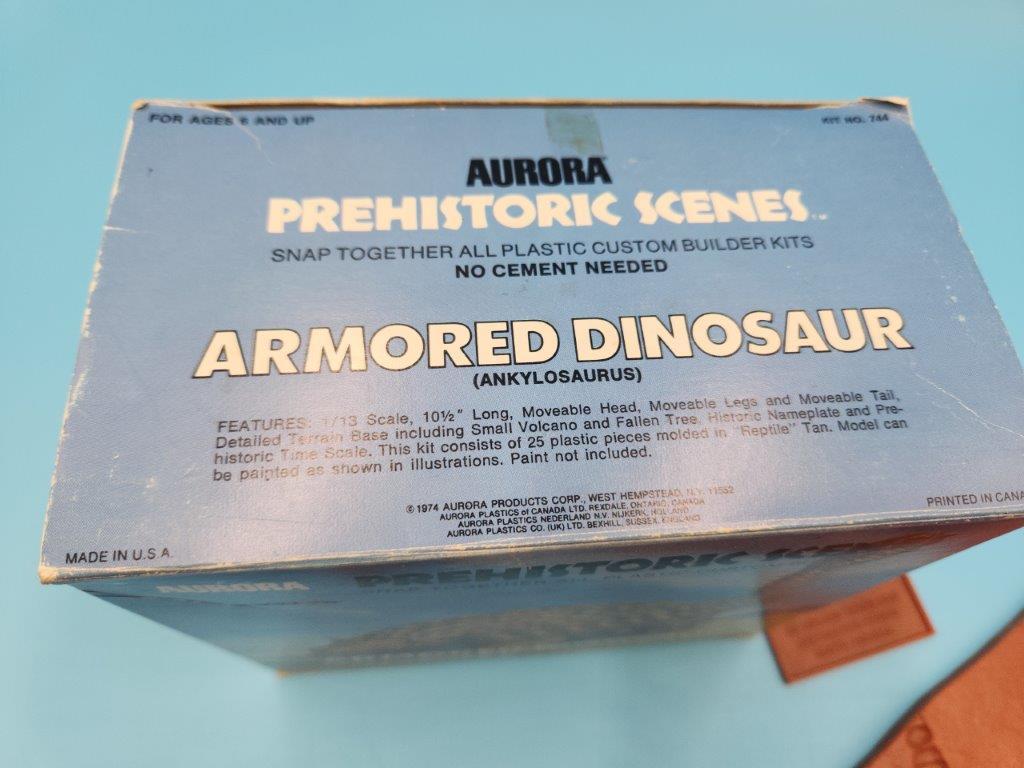 FOR AGES 8 AND UP
KIT NO. 744
AURORA
PREHISTORIC SCENES™
SNAP TOGETHER ALL PLASTIC CUSTOM BUILDER KITS
NO CEMENT NEEDED
ARMORED DINOSAUR
(ANKYLOSAURUS)
FEATURES: 1/13 Scale, 10½" Long, Moveable Head, Moveable Legs and Moveable Tail,
Detailed Terrain Base including Small Volcano and Fallen Tree, Historic Nameplate and Pre-
historic Time Scale. This kit consists of 25 plastic pieces molded in "Reptile" Tan. Model can
be painted as shown in illustrations. Paint not included.
© 1974 AURORA PRODUCTS CORP., WEST HEMPSTEAD, N.Y. 11552
AURORA PLASTICS of CANADA LTD. REXDALE, ONTARIO, CANADA
AURORA PLASTICS NEDERLAND N.V. NIJKERK, HOLLAND
AURORA PLASTICS CO. (UK) LTD. BEXHILL, SUSSEX, ENGLAND
MADE IN U.S.A.
PRINTED IN CANA
AURORA
PREHISTORIC SCEN